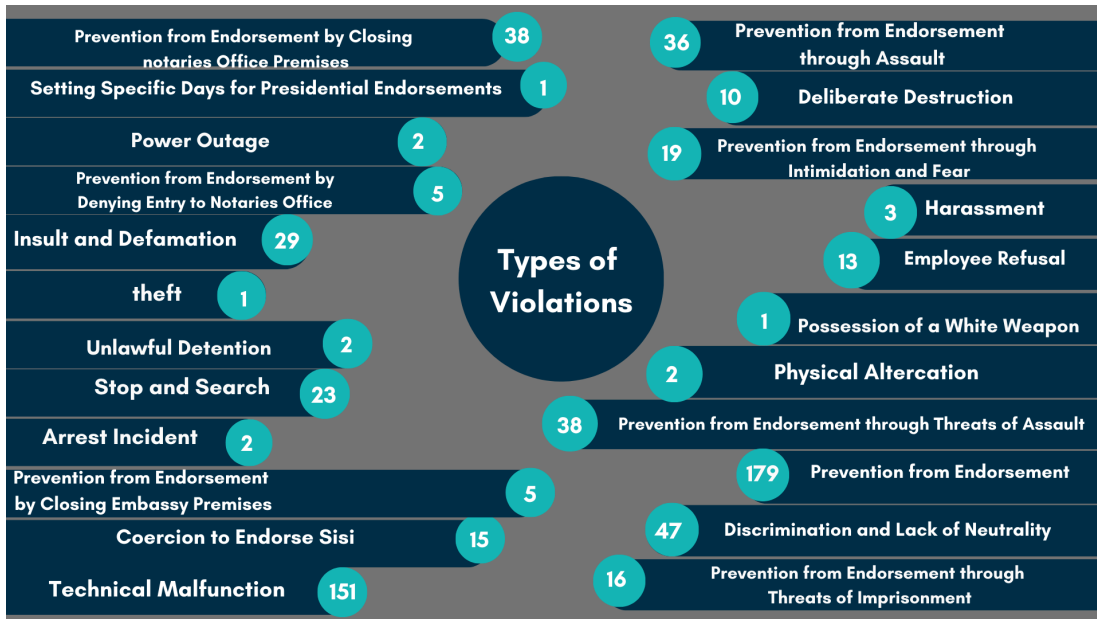 Prevention from Endorsement by Closing
notaries Office Premises
38
Setting Specific Days for Presidential Endorsements
1
Power Outage
2
Prevention from Endorsement by
Denying Entry to Notaries Office
5
Insult and Defamation
29
theft
1
Unlawful Detention
2
Stop and Search
23
Arrest Incident
2
Prevention from Endorsement
by Closing Embassy Premises
5
Coercion to Endorse Sisi
15
Technical Malfunction
151
Types of
Violations
36
Prevention from Endorsement
through Assault
10
Deliberate Destruction
19
Prevention from Endorsement through
Intimidation and Fear
3
Harassment
13
Employee Refusal
1
Possession of a White Weapon
2
Physical Altercation
38
Prevention from Endorsement through Threats of Assault
179
Prevention from Endorsement
47
Discrimination and Lack of Neutrality
16
Prevention from Endorsement through
Threats of Imprisonment